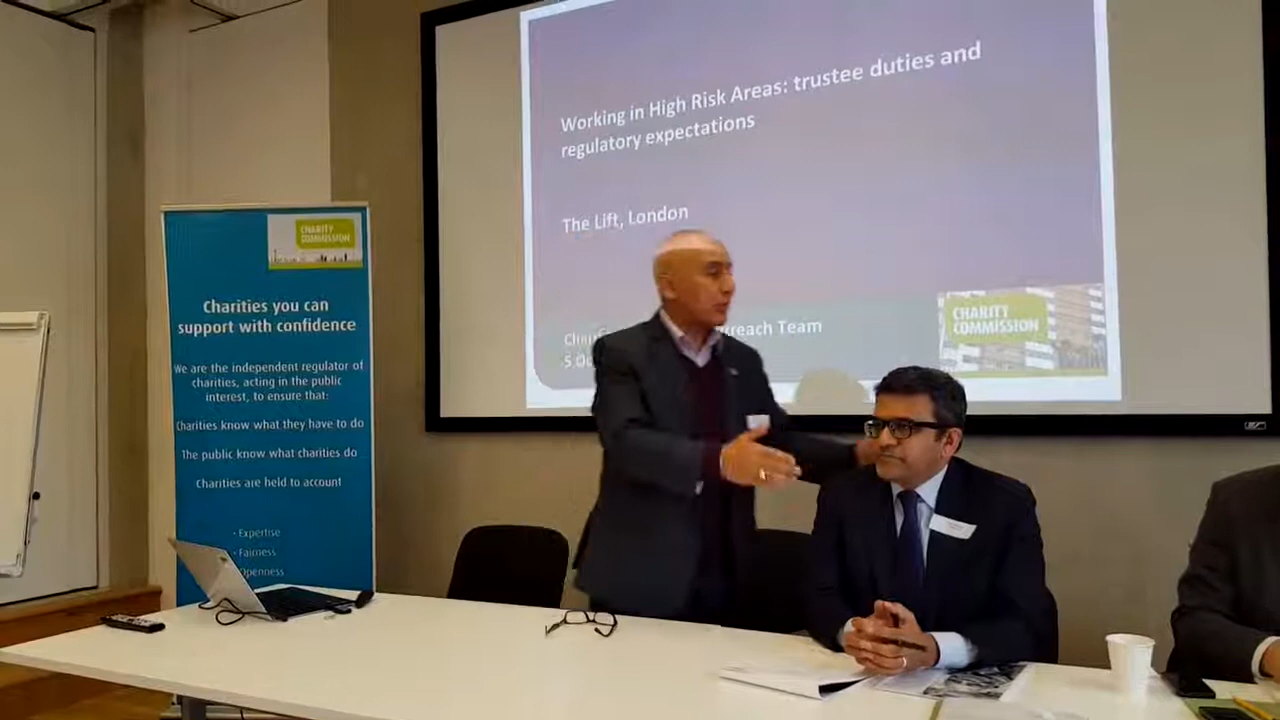 Working in High Risk Areas: trustee duties and
regulatory expectations
The Lift, London
Outreach Team
5
CHARITY
COMMISSION
CHARITY
COMMISSION
Charities you can
support with confidence
We are the independent regulator of
charities, acting in the public
interest, to ensure that:
Charities know what they have to do
The public know what charities do
Charities are held to account
- Expertise
- Fairness
- Openness